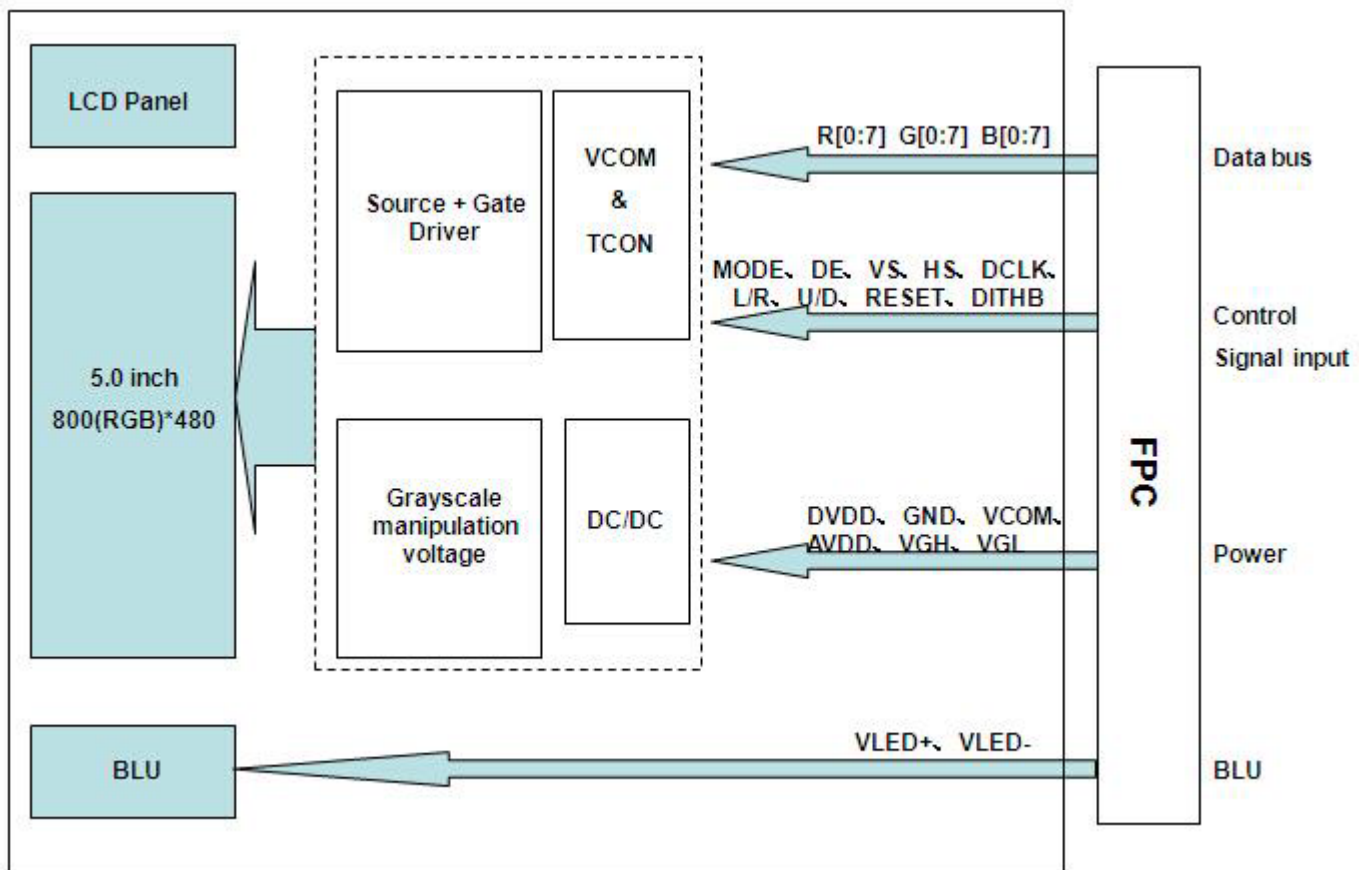 LCD Panel
5.0 inch
800(RGB)*480
BLU
Source + Gate
Driver
VCOM
&
TCON
Grayscale
manipulation
voltage
DC/DC
R[0:7] G[0:7] B[0:7]
MODE、DE、VS、HS、DCLK、
L/R、U/D、RESET、DITHB
DVDD、GND、VCOM、
AVDD、VGH、VGL
VLED+、VLED-
FPC
Data bus
Control
Signal input
Power
BLU